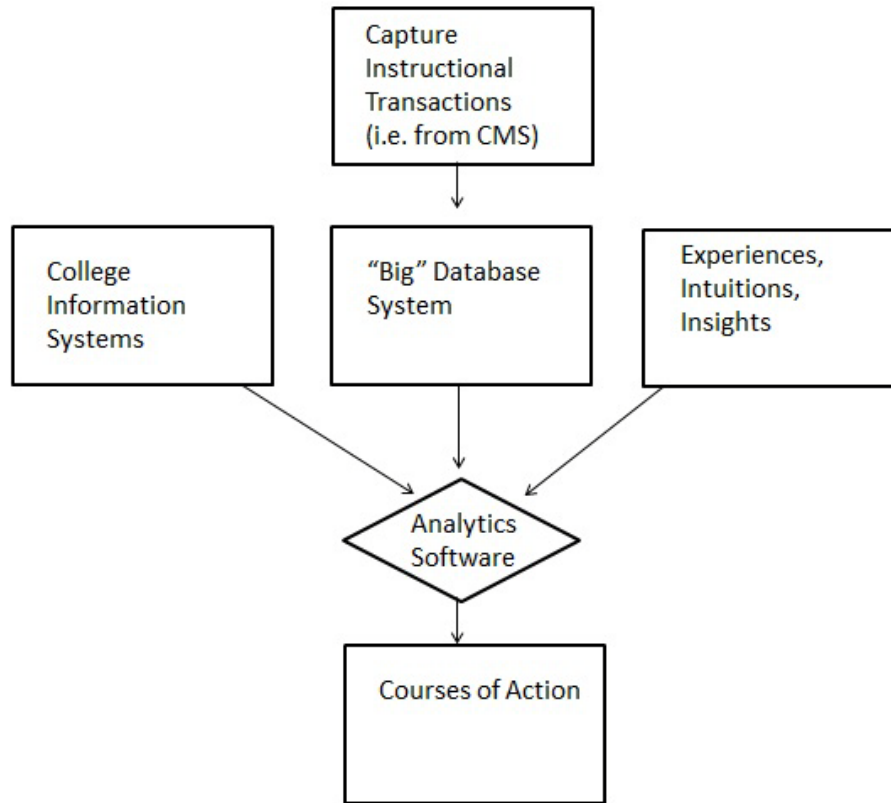 Capture
Instructional
Transactions
(i.e. from CMS)
College
Information
Systems
“Big” Database
System
Experiences,
Intuitions,
Insights
Analytics
Software
Courses of Action